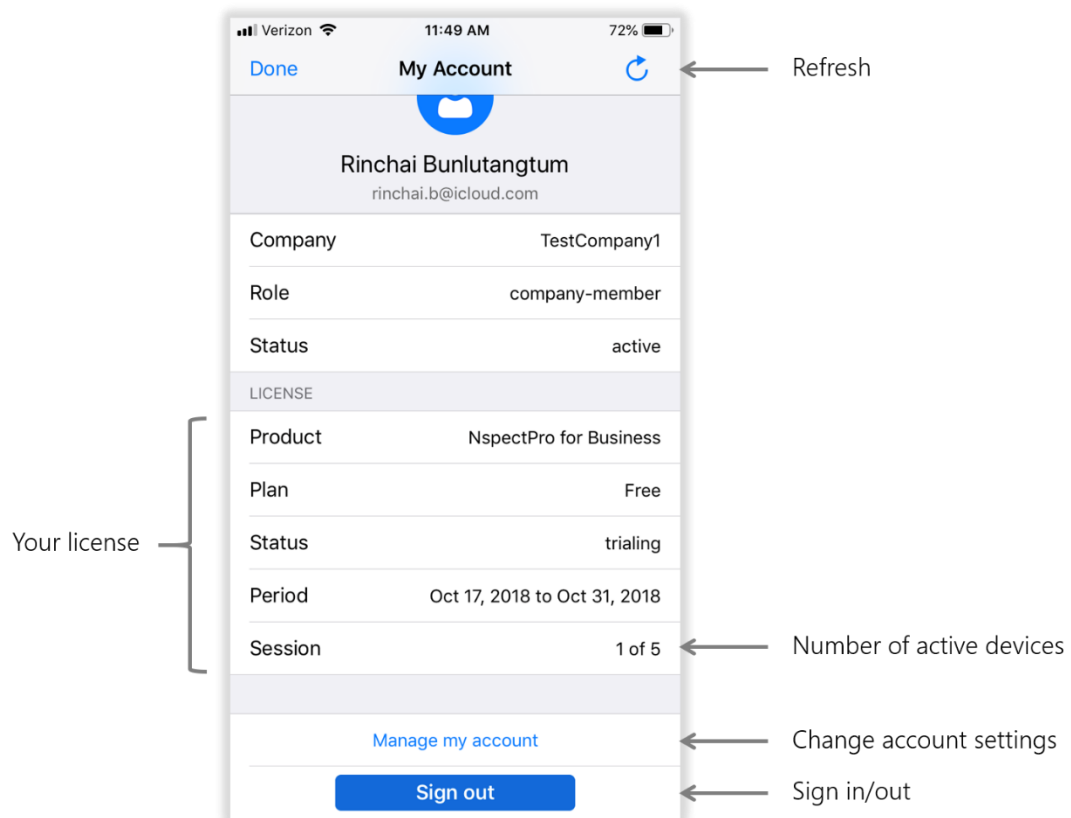 Verizon 11:49 AM 72%
Done My Account
Refresh
Rinchai Bunlutangtum
rinchai.b@icloud.com
Company TestCompany1
Role company-member
Status active
LICENSE
Product NspectPro for Business
Plan Free
Your license
Status trialing
Period Oct 17, 2018 to Oct 31, 2018
Session 1 of 5
Number of active devices
Manage my account
Change account settings
Sign out
Sign in/out